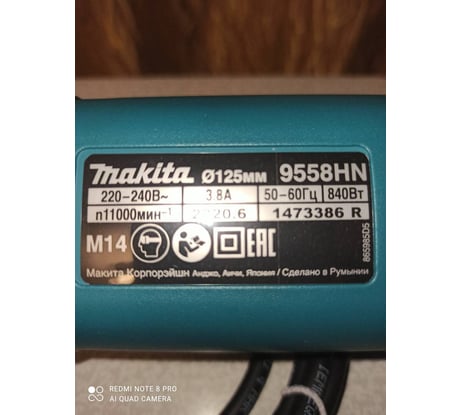 makita Ø125мм 9558HN
220-240В~ 3.8А 50-60Гц 840Вт
n11000мин⁻¹ 1473386 R
M14 EAC
Макита Корпорэйшн Анджо, Аичи, Япония / Сделано в Румынии
865985D5
REDMI NOTE 8 PRO
AI QUAD CAMERA